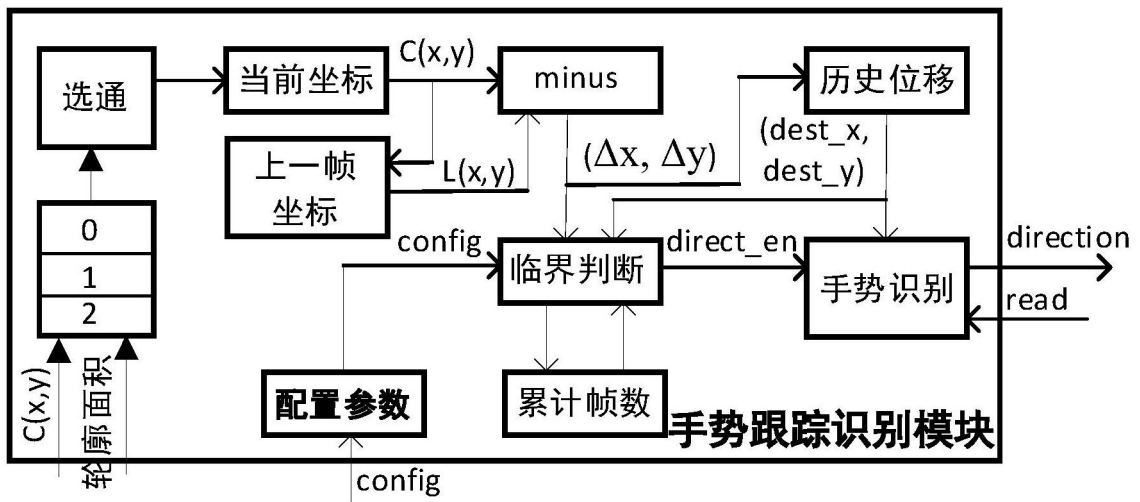 选通
当前坐标
C(x,y)
minus
历史位移
上一帧
坐标
L(x,y)
(Δx, Δy)
(dest_x,
dest_y)
0
1
2
config
临界判断
direct_en
手势识别
direction
read
C(x,y)
轮廓面积
配置参数
累计帧数
手势跟踪识别模块
config